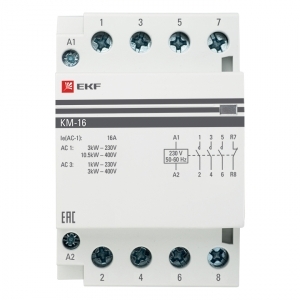 1 3 5 7
A1
EKF
KM-16
Ie(AC-1): 16A
AC 1: 3kW ~ 230V
10.5kW ~ 400V
AC 3: 1kW ~ 230V
3kW ~ 400V
A1 1 3 5 R7
230 V
50-60 Hz
A2 2 4 6 R8
EAC
A2
2 4 6 8